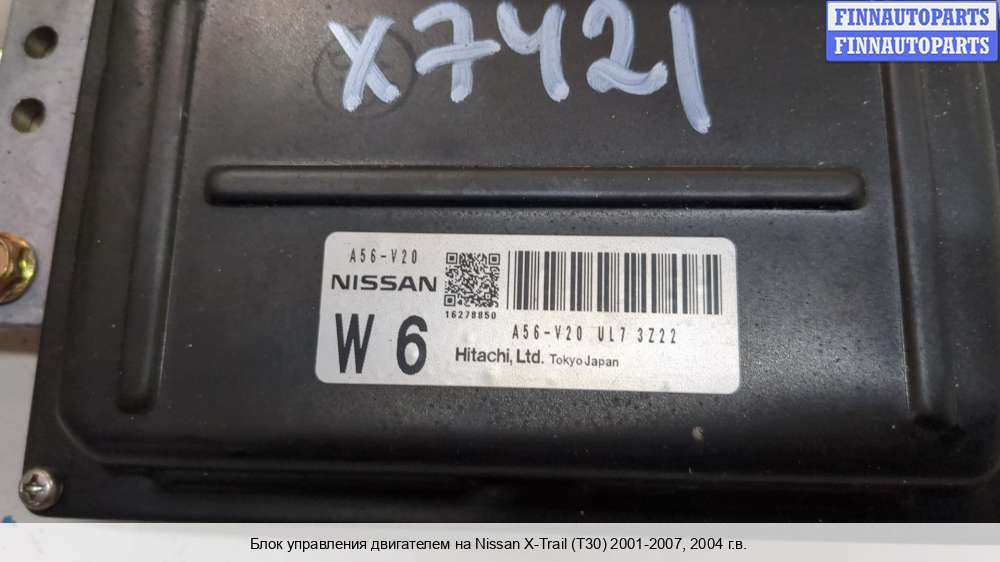 FINNAUTOPARTS
FINNAUTOPARTS
X7421
A56-V20
NISSAN
16278850
W 6
A56-V20 UL7 3Z22
Hitachi, Ltd. Tokyo Japan
Блок управления двигателем на Nissan X-Trail (T30) 2001-2007, 2004 г.в.